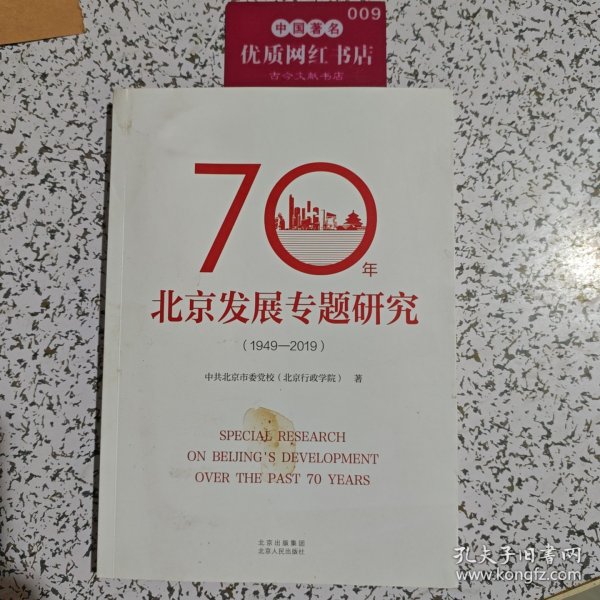 009
中国著名
优质网红书店
古今文献书店
70年
北京发展专题研究
(1949—2019)
中共北京市委党校(北京行政学院) 著
SPECIAL RESEARCH
ON BEIJING'S DEVELOPMENT
OVER THE PAST 70 YEARS
北京出版集团
北京人民出版社
孔夫子旧书网
www.kongfz.com